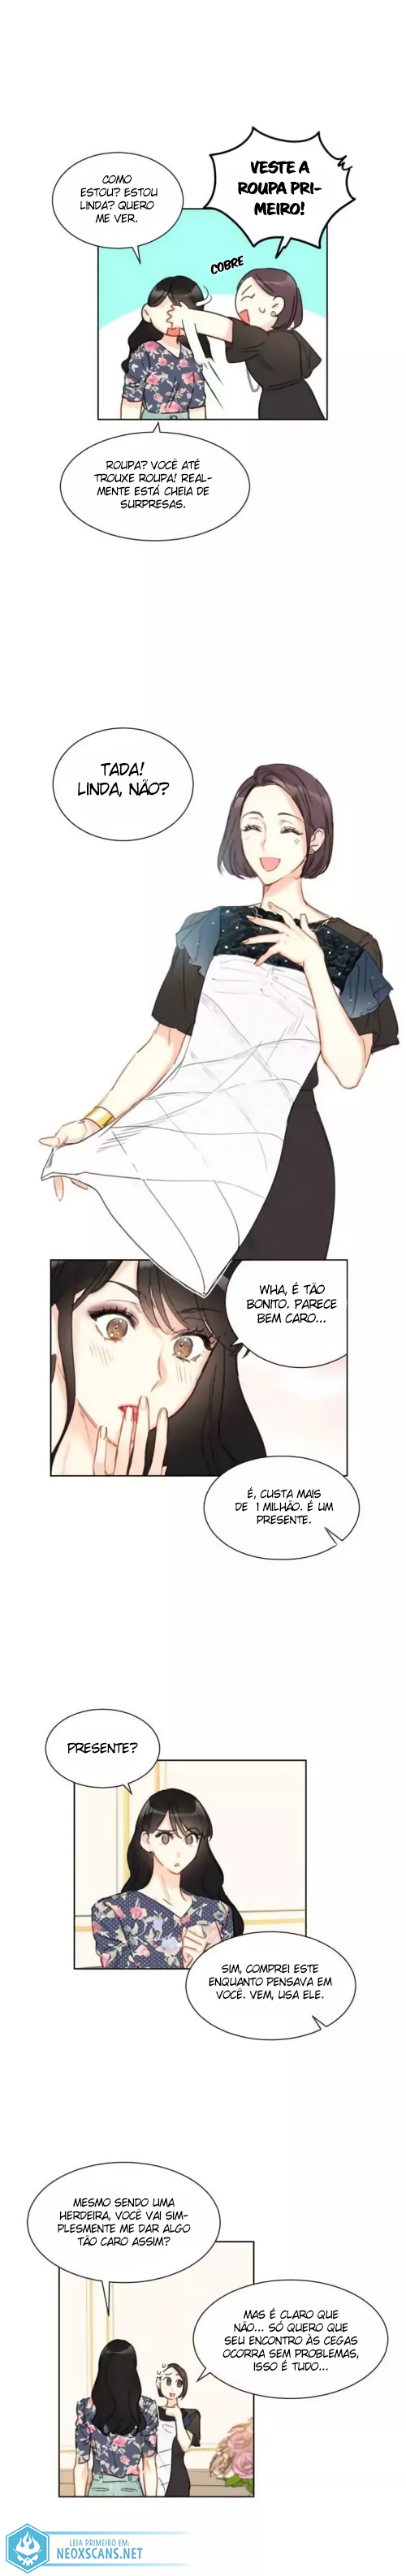 COMO
ESTOU? ESTOU
LINDA? QUERO
ME VER.
VESTE A
ROUPA PRI-
MEIRO!
COBRE
ROUPA? VOCÊ ATÉ
TROUXE ROUPA! REAL-
MENTE ESTÁ CHEIA DE
SURPRESAS.
TADA!
LINDA, NÃO?
WHA, É TÃO
BONITO. PARECE
BEM CARO...
É, CUSTA MAIS
DE 1 MILHÃO. É UM
PRESENTE.
PRESENTE?
SIM, COMPREI ESTE
ENQUANTO PENSAVA EM
VOCÊ. VEM, USA ELE.
MESMO SENDO UMA
HERDEIRA, VOCÊ VAI SIM-
PLESMENTE ME DAR ALGO
TÃO CARO ASSIM?
MAS É CLARO QUE
NÃO... SÓ QUERO QUE
SEU ENCONTRO ÀS CEGAS
OCORRA SEM PROBLEMAS,
ISSO É TUDO...
LEIA PRIMEIRO EM:
NEOXSCANS.NET